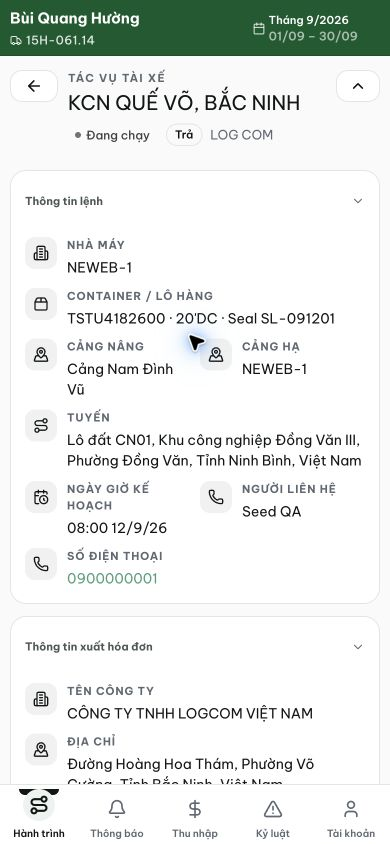 Bùi Quang Hưởng
15H-061.14
Tháng 9/2026
01/09 – 30/09
TÁC VỤ TÀI XẾ
KCN QUẾ VÕ, BẮC NINH
Đang chạy
Trả
LOG COM
Thông tin lệnh
NHÀ MÁY
NEWEB-1
CONTAINER / LÔ HÀNG
TSTU4182600 · 20'DC · Seal SL-091201
CẢNG NÂNG
Cảng Nam Đình
Vũ
CẢNG HẠ
NEWEB-1
TUYẾN
Lô đất CN01, Khu công nghiệp Đồng Văn III,
Phường Đồng Văn, Tỉnh Ninh Bình, Việt Nam
NGÀY GIỜ KẾ
HOẠCH
08:00 12/9/26
NGƯỜI LIÊN HỆ
Seed QA
SỐ ĐIỆN THOẠI
0900000001
Thông tin xuất hóa đơn
TÊN CÔNG TY
CÔNG TY TNHH LOGCOM VIỆT NAM
ĐỊA CHỈ
Đường Hoàng Hoa Thám, Phường Võ
Cường, Tỉnh Bắc Ninh, Việt Nam
Hành trình
Thông báo
Thu nhập
Kỷ luật
Tài khoản